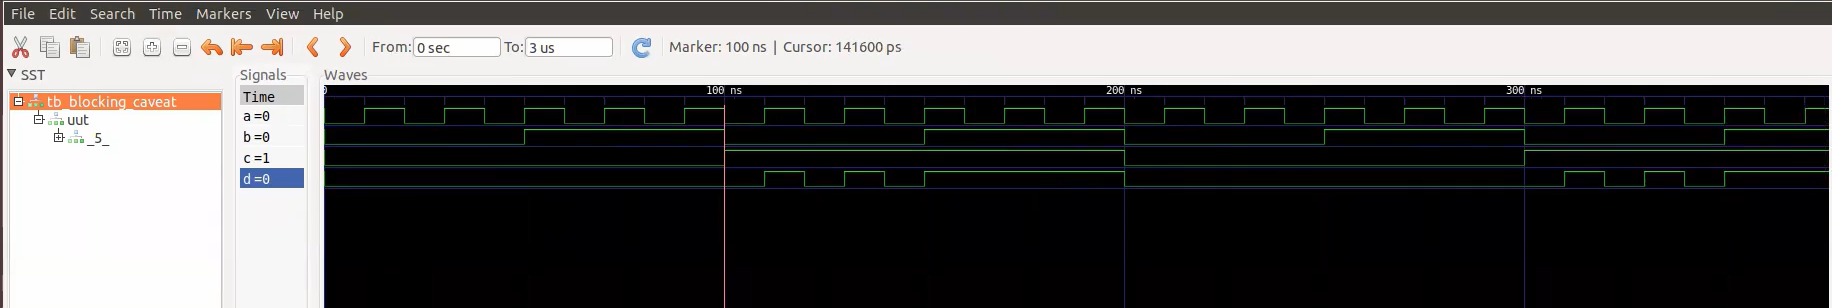 File Edit Search Time Markers View Help
From: 0 sec To: 3 us Marker: 100 ns | Cursor: 141600 ps
SST
tb_blocking_caveat
uut
_5_
Signals
Time
a=0
b=0
c=1
d=0
Waves
0 100 ns 200 ns 300 ns